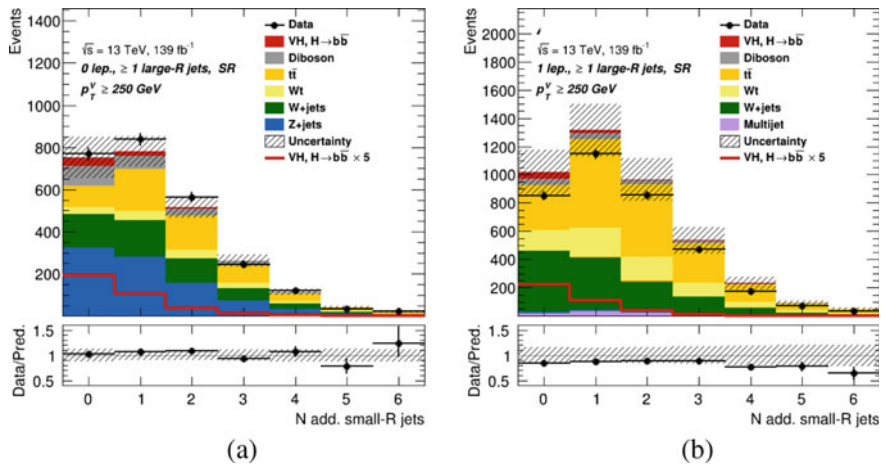 Events
1400
1200
1000
800
600
400
200
√s = 13 TEV, 139 fb⁻¹
0 lep., ≥ 1 large-R jets, SR
p_T^V ≥ 250 GeV
Data
VH, H→bb̄
Diboson
tt̄
Wt
W+jets
Z+jets
Uncertainty
VH, H→bb̄ × 5
Data/Pred.
1.5
1
0.5
0 1 2 3 4 5 6
N add. small-R jets
(a)
Events
2000
1800
1600
1400
1200
1000
800
600
400
200
√s = 13 TeV, 139 fb⁻¹
1 lep., ≥ 1 large-R jets, SR
p_T^V ≥ 250 GeV
Data
VH, H→bb̄
Diboson
tt̄
Wt
W+jets
Multijet
Uncertainty
VH, H→bb̄ × 5
Data/Pred.
1.5
1
0.5
0 1 2 3 4 5 6
N add. small-R jets
(b)